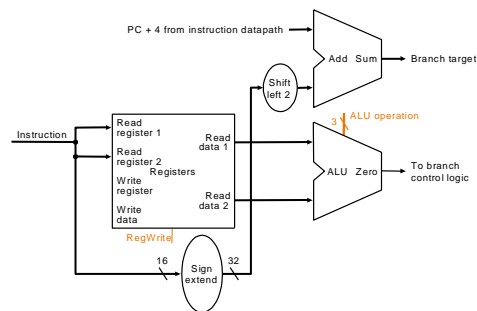 PC + 4 from instruction datapath
Add Sum
Branch target
Shift
left 2
3
ALU operation
Instruction
Read
register 1
Read
register 2
Registers
Write
register
Write
data
Read
data 1
Read
data 2
ALU Zero
To branch
control logic
RegWrite
16
Sign
extend
32